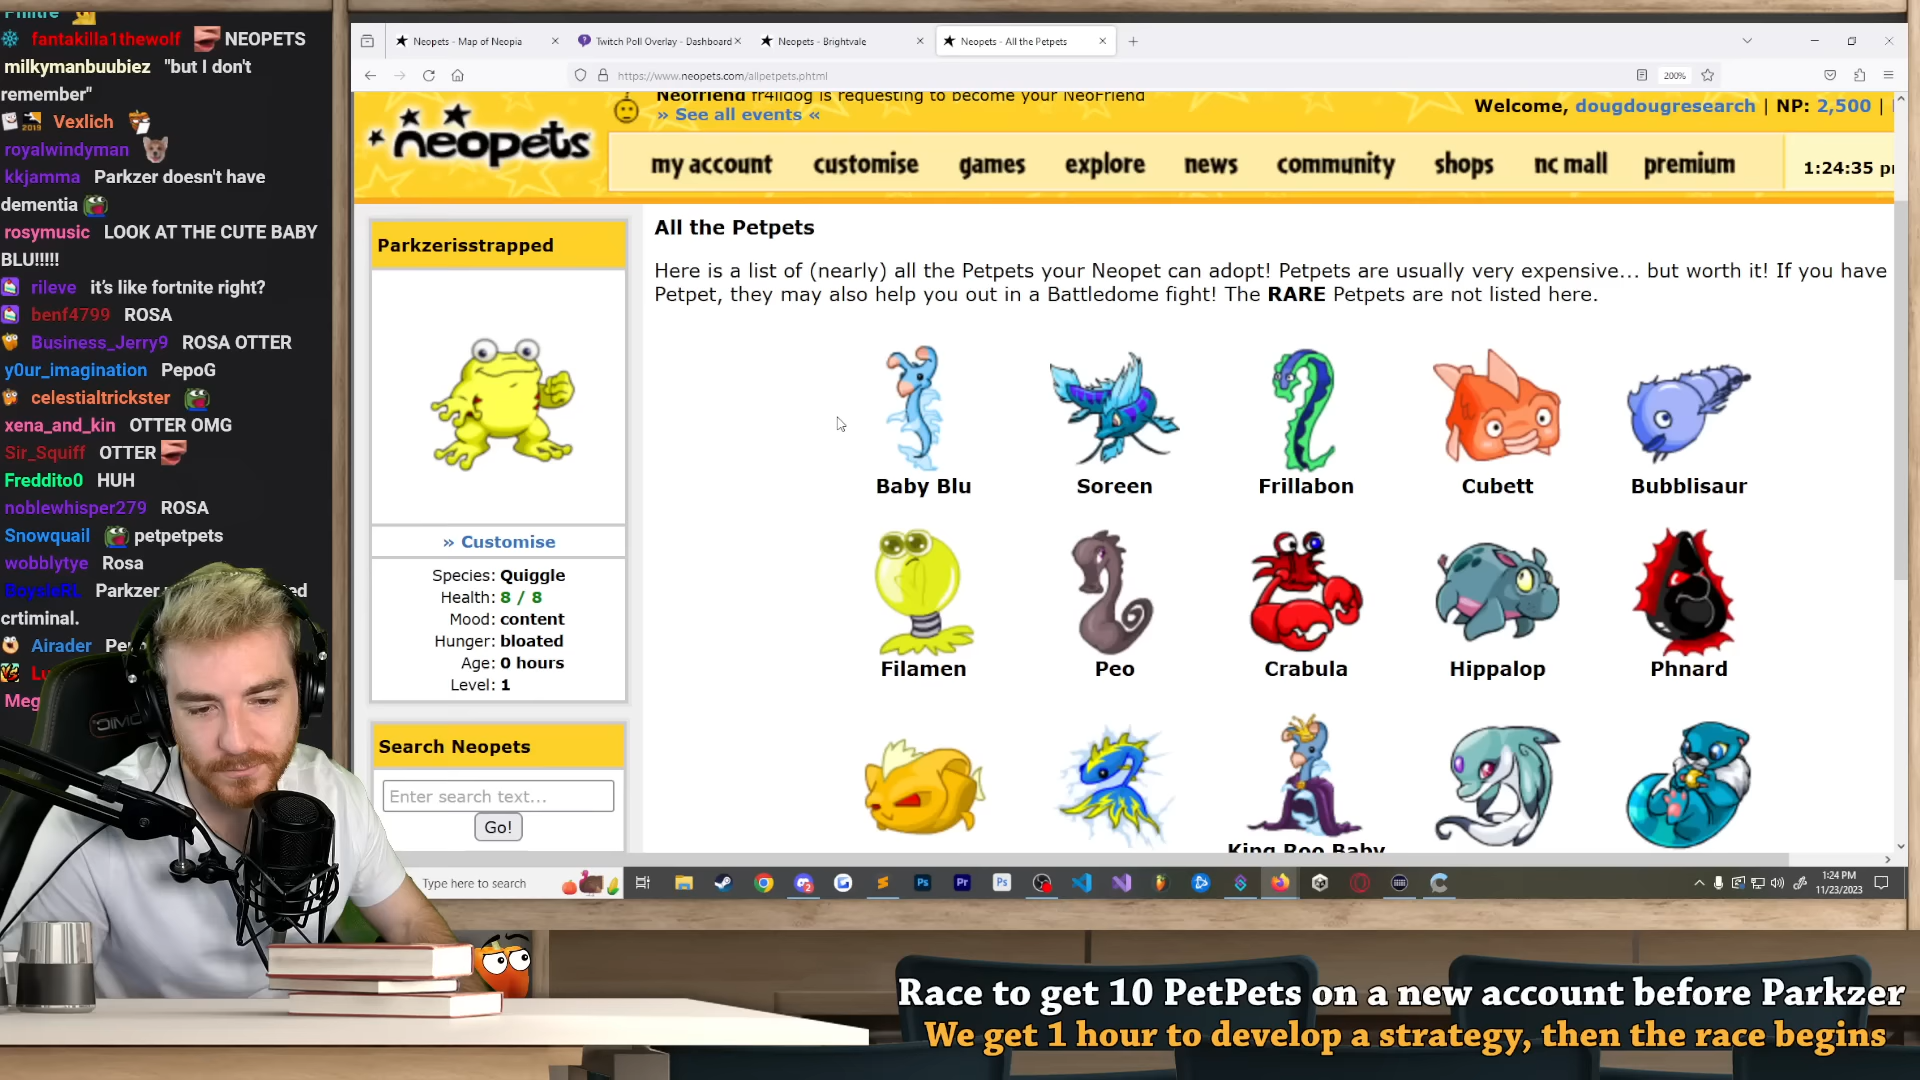 Philtre
fantakilla1thewolf NEOPETS
milkymanbuubiez "but I don't
remember"
Vexlich
royalwindyman
kkjamma Parkzer doesn't have
dementia
rosymusic LOOK AT THE CUTE BABY
BLU!!!!!
rileve it's like fortnite right?
benf4799 ROSA
Business_Jerry9 ROSA OTTER
y0ur_imagination PepoG
celestialtrickster
xena_and_kin OTTER OMG
Sir_Squiff OTTER
Freddito0 HUH
noblewhisper279 ROSA
Snowquail petpetpets
wobblytye Rosa
BoysieRL Parkzer
crtiminal.
Airader
Meg
Neopets - Map of Neopia
Twitch Poll Overlay - Dashboard
Neopets - Brightvale
Neopets - All the Petpets
https://www.neopets.com/allpetpets.phtml
200%
neopets
Neofriend fr4lldog is requesting to become your NeoFriend
» See all events «
Welcome, dougdougresearch | NP: 2,500 |
my account customise games explore news community shops nc mall premium
1:24:35
Parkzerisstrapped
» Customise
Species: Quiggle
Health: 8 / 8
Mood: content
Hunger: bloated
Age: 0 hours
Level: 1
Search Neopets
Enter search text...
Go!
All the Petpets
Here is a list of (nearly) all the Petpets your Neopet can adopt! Petpets are usually very expensive... but worth it! If you have
Petpet, they may also help you out in a Battledome fight! The RARE Petpets are not listed here.
Baby Blu Soreen Frillabon Cubett Bubblisaur
Filamen Peo Crabula Hippalop Phnard
King Roo Baby
Type here to search
Ps Pr Ps
1:24 PM
11/23/2023
Race to get 10 PetPets on a new account before Parkzer
We get 1 hour to develop a strategy, then the race begins